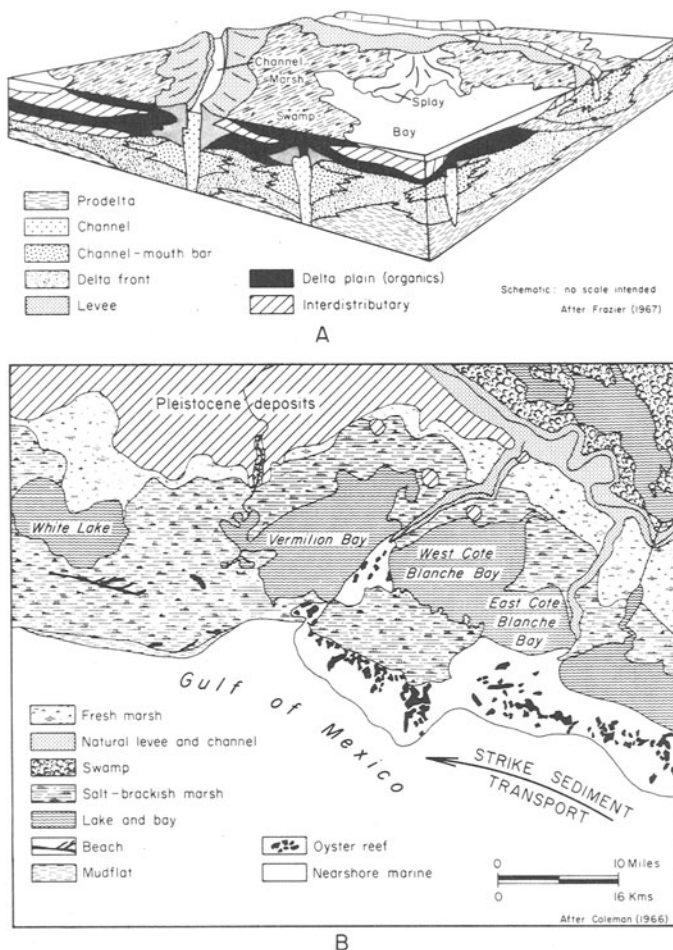 Channel
Marsh
Swamp
Splay
Bay
Prodelta
Channel
Channel-mouth bar
Delta front
Levee
Delta plain (organics)
Interdistributary
Schematic: no scale intended
After Frazier (1967)
A
Pleistocene deposits
White Lake
Vermilion Bay
West Cote
Blanche Bay
East Cote
Blanche
Bay
Gulf of Mexico
STRIKE SEDIMENT
TRANSPORT
Fresh marsh
Natural levee and channel
Swamp
Salt-brackish marsh
Lake and bay
Beach
Mudflat
Oyster reef
Nearshore marine
0 10 Miles
0 16 Kms
After Coleman (1966)
B